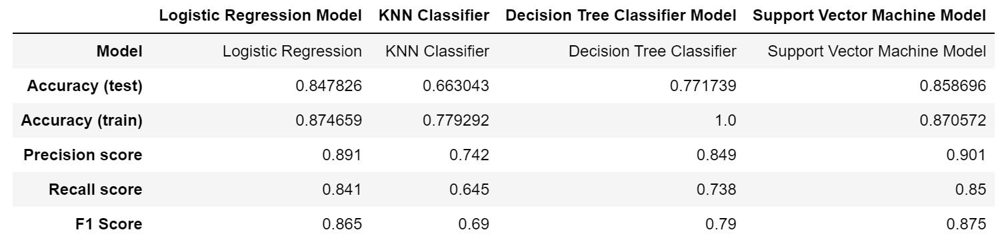 Logistic Regression Model KNN Classifier Decision Tree Classifier Model Support Vector Machine Model
Model Logistic Regression KNN Classifier Decision Tree Classifier Support Vector Machine Model
Accuracy (test) 0.847826 0.663043 0.771739 0.858696
Accuracy (train) 0.874659 0.779292 1.0 0.870572
Precision score 0.891 0.742 0.849 0.901
Recall score 0.841 0.645 0.738 0.85
F1 Score 0.865 0.69 0.79 0.875